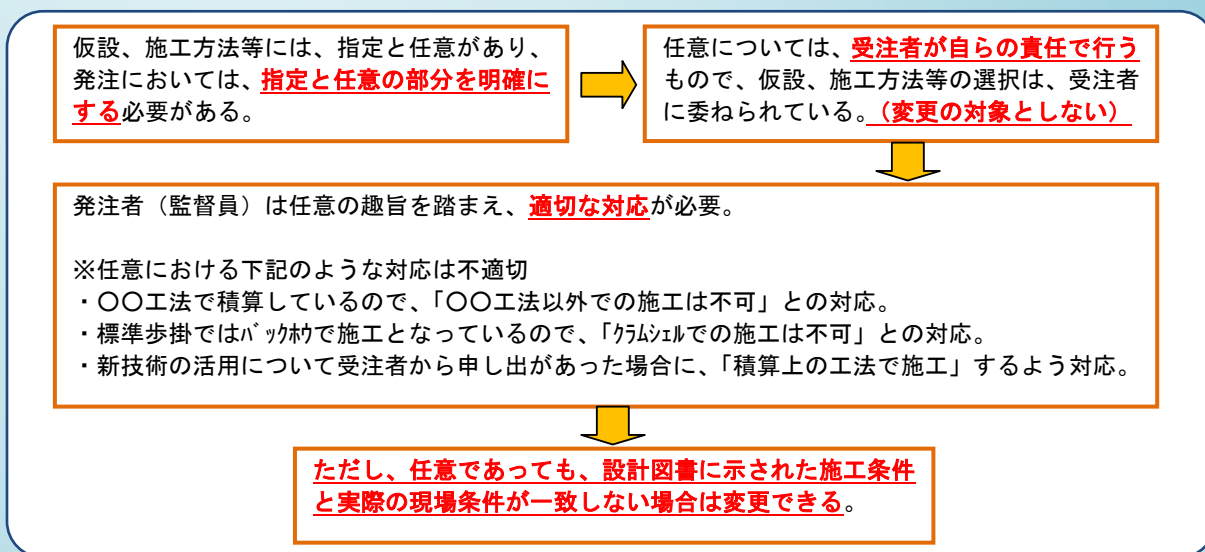 仮設、施工方法等には、指定と任意があり、
発注においては、指定と任意の部分を明確に
する必要がある。
任意については、受注者が自らの責任で行う
もので、仮設、施工方法等の選択は、受注者
に委ねられている。（変更の対象としない）
発注者（監督員）は任意の趣旨を踏まえ、適切な対応が必要。
※任意における下記のような対応は不適切
・〇〇工法で積算しているので、「〇〇工法以外での施工は不可」との対応。
・標準歩掛ではﾊﾞｯｸﾎｳで施工となっているので、「ｸﾗﾑｼｪﾙでの施工は不可」との対応。
・新技術の活用について受注者から申し出があった場合に、「積算上の工法で施工」するよう対応。
ただし、任意であっても、設計図書に示された施工条件
と実際の現場条件が一致しない場合は変更できる。